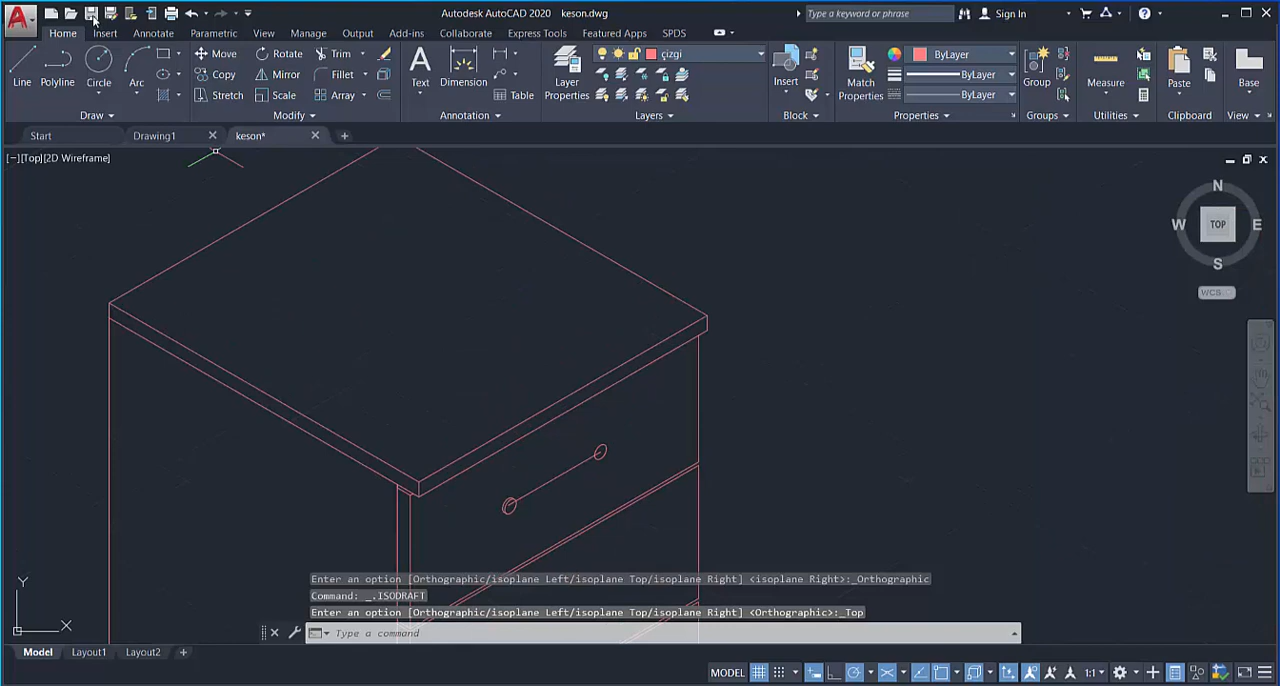 Autodesk AutoCAD 2020 keson.dwg
Type a keyword or phrase
Sign In
Home Insert Annotate Parametric View Manage Output Add-ins Collaborate Express Tools Featured Apps SPDS
Line Polyline Circle Arc
Move Rotate Trim
Copy Mirror Fillet
Stretch Scale Array
Text Dimension Table
Layer Properties
çizgi
Insert
Match Properties
ByLayer
ByLayer
ByLayer
Group Measure Paste Base
Draw Modify Annotation Layers Block Properties Groups Utilities Clipboard View
Start Drawing1 keson*
[−][Top][2D Wireframe]
N
W TOP E
S
WCS
Y
X
Enter an option [Orthographic/isoplane Left/isoplane Top/isoplane Right] <isoplane Right>:_Orthographic
Command: _.ISODRAFT
Enter an option [Orthographic/isoplane Left/isoplane Top/isoplane Right] <Orthographic>:_Top
Type a command
Model Layout1 Layout2
MODEL 1:1